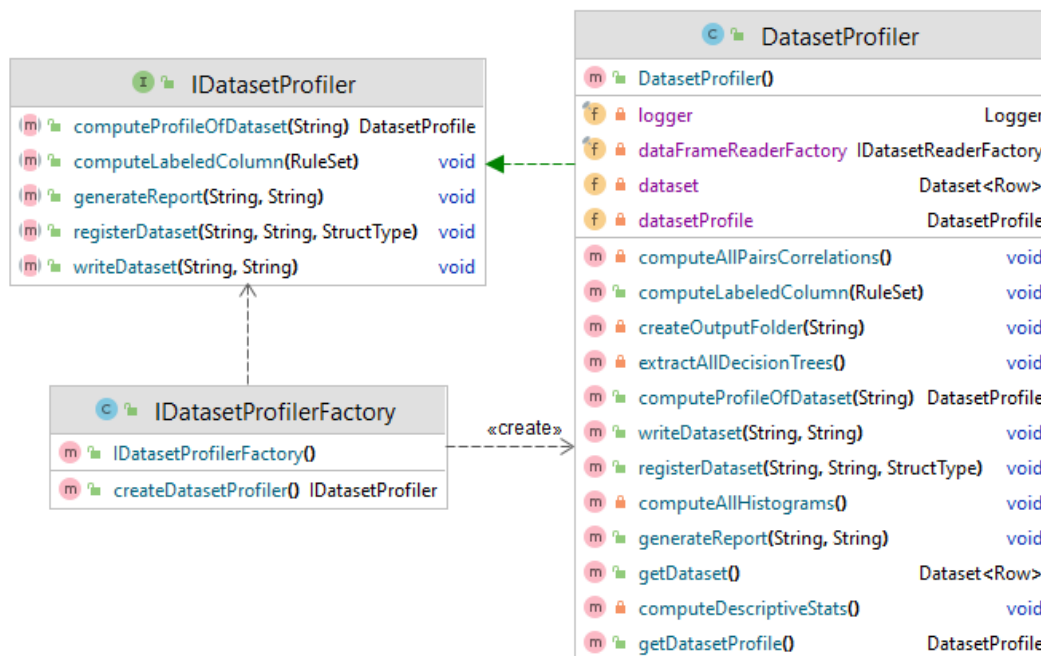 IDatasetProfiler
computeProfileOfDataset(String) DatasetProfile
computeLabeledColumn(RuleSet) void
generateReport(String, String) void
registerDataset(String, String, StructType) void
writeDataset(String, String) void
IDatasetProfilerFactory
IDatasetProfilerFactory()
createDatasetProfiler() IDatasetProfiler
«create»
DatasetProfiler
DatasetProfiler()
logger Logger
dataFrameReaderFactory IDatasetReaderFactory
dataset Dataset<Row>
datasetProfile DatasetProfile
computeAllPairsCorrelations() void
computeLabeledColumn(RuleSet) void
createOutputFolder(String) void
extractAllDecisionTrees() void
computeProfileOfDataset(String) DatasetProfile
writeDataset(String, String) void
registerDataset(String, String, StructType) void
computeAllHistograms() void
generateReport(String, String) void
getDataset() Dataset<Row>
computeDescriptiveStats() void
getDatasetProfile() DatasetProfile